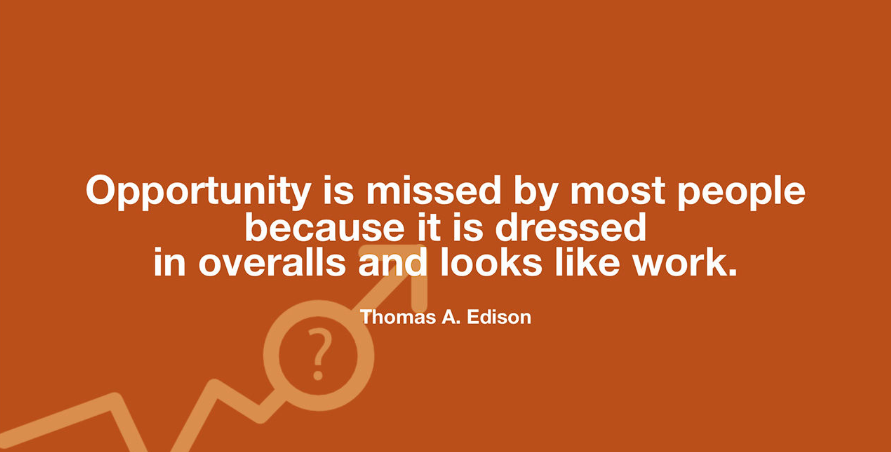 Opportunity is missed by most people
because it is dressed
in overalls and looks like work.
Thomas A. Edison
?